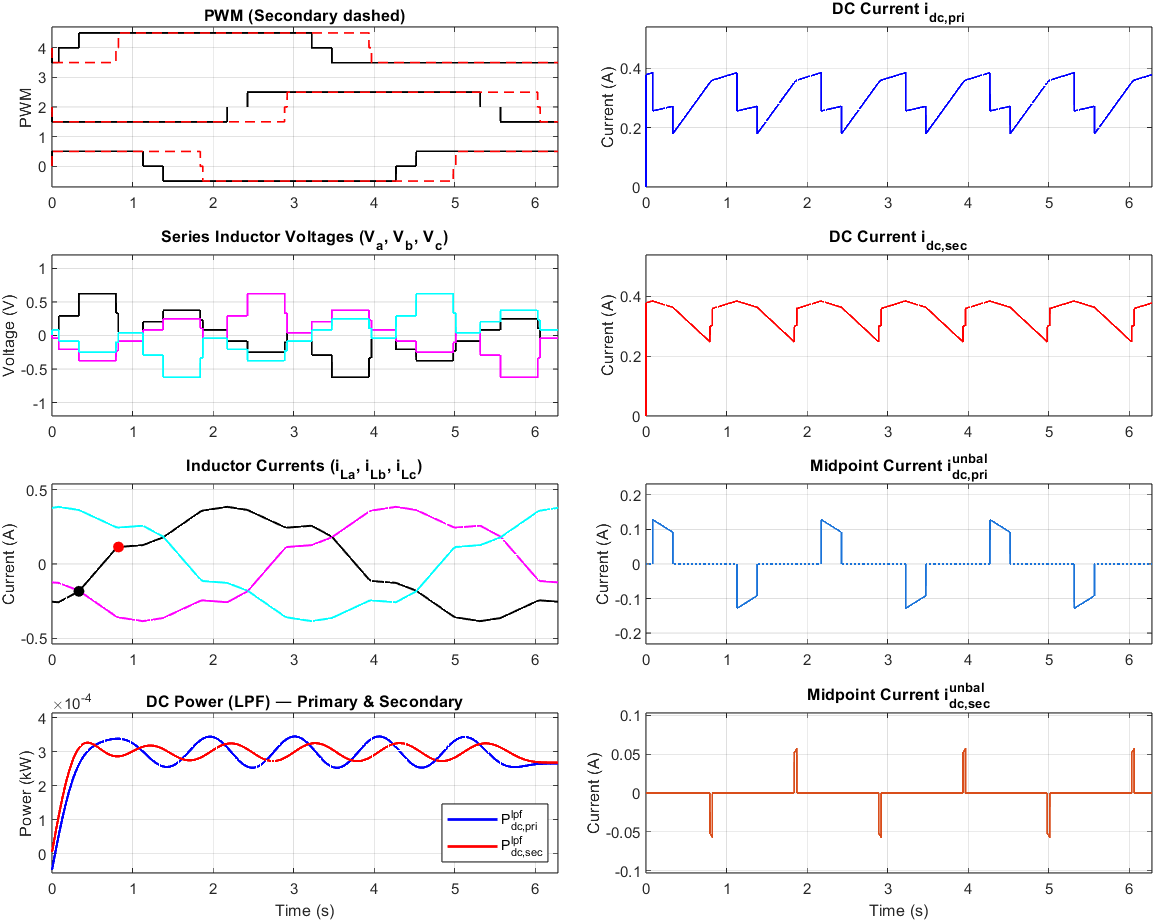 PWM (Secondary dashed)
PWM
4
3
2
1
0
0 1 2 3 4 5 6
DC Current i_dc,pri
Current (A)
0.4
0.2
0
0 1 2 3 4 5 6
Series Inductor Voltages (V_a, V_b, V_c)
Voltage (V)
1
0.5
0
-0.5
-1
0 1 2 3 4 5 6
DC Current i_dc,sec
Current (A)
0.4
0.2
0
0 1 2 3 4 5 6
Inductor Currents (i_La, i_Lb, i_Lc)
Current (A)
0.5
0
-0.5
0 1 2 3 4 5 6
Midpoint Current i_dc,pri^unbal
Current (A)
0.2
0.1
0
-0.1
-0.2
0 1 2 3 4 5 6
DC Power (LPF) — Primary & Secondary
×10^-4
Power (kW)
4
3
2
1
0
P_dc,pri^lpf
P_dc,sec^lpf
0 1 2 3 4 5 6
Time (s)
Midpoint Current i_dc,sec^unbal
Current (A)
0.1
0.05
0
-0.05
-0.1
0 1 2 3 4 5 6
Time (s)